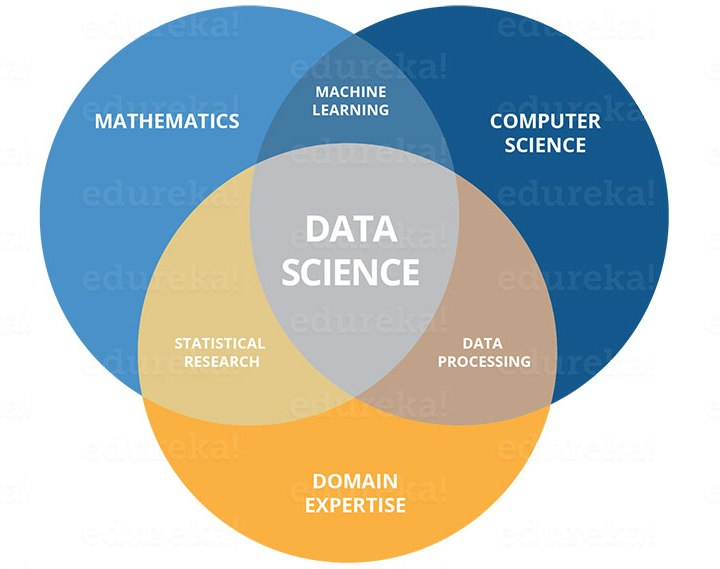 MACHINE
LEARNING
MATHEMATICS
COMPUTER
SCIENCE
DATA
SCIENCE
STATISTICAL
RESEARCH
DATA
PROCESSING
DOMAIN
EXPERTISE
edureka!